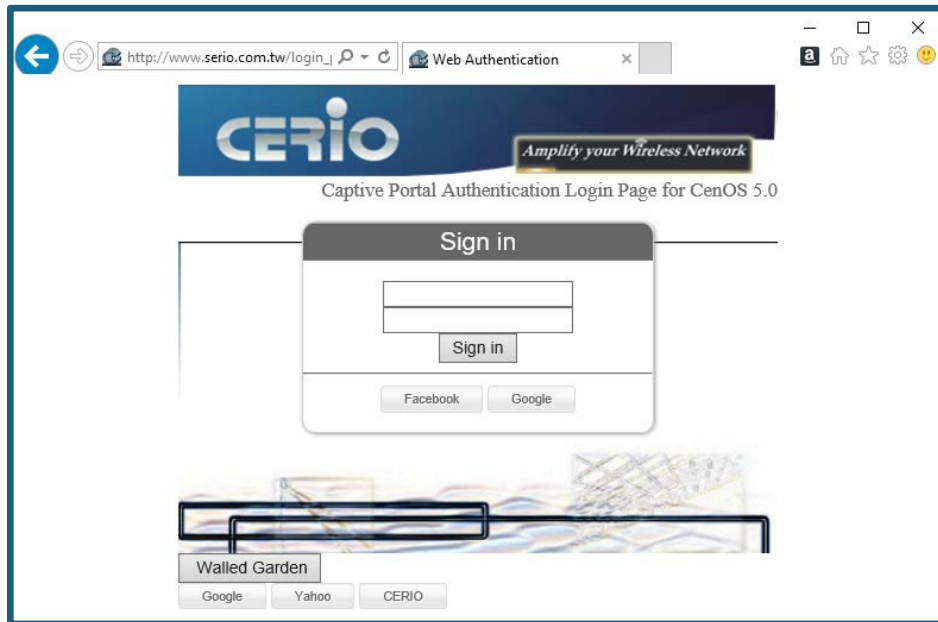 http://www.serio.com.tw/login_
Web Authentication
CERIO
Amplify your Wireless Network
Captive Portal Authentication Login Page for CenOS 5.0
Sign in
Sign in
Facebook Google
Walled Garden
Google Yahoo CERIO